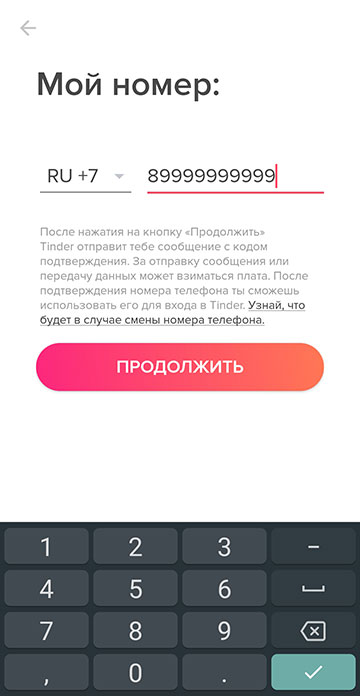 Мой номер:
RU +7 89999999999
После нажатия на кнопку «Продолжить»
Tinder отправит тебе сообщение с кодом
подтверждения. За отправку сообщения или
передачу данных может взиматься плата. После
подтверждения номера телефона ты сможешь
использовать его для входа в Tinder. Узнай, что
будет в случае смены номера телефона.
ПРОДОЛЖИТЬ
1 2 3 –
4 5 6
7 8 9
, 0 .